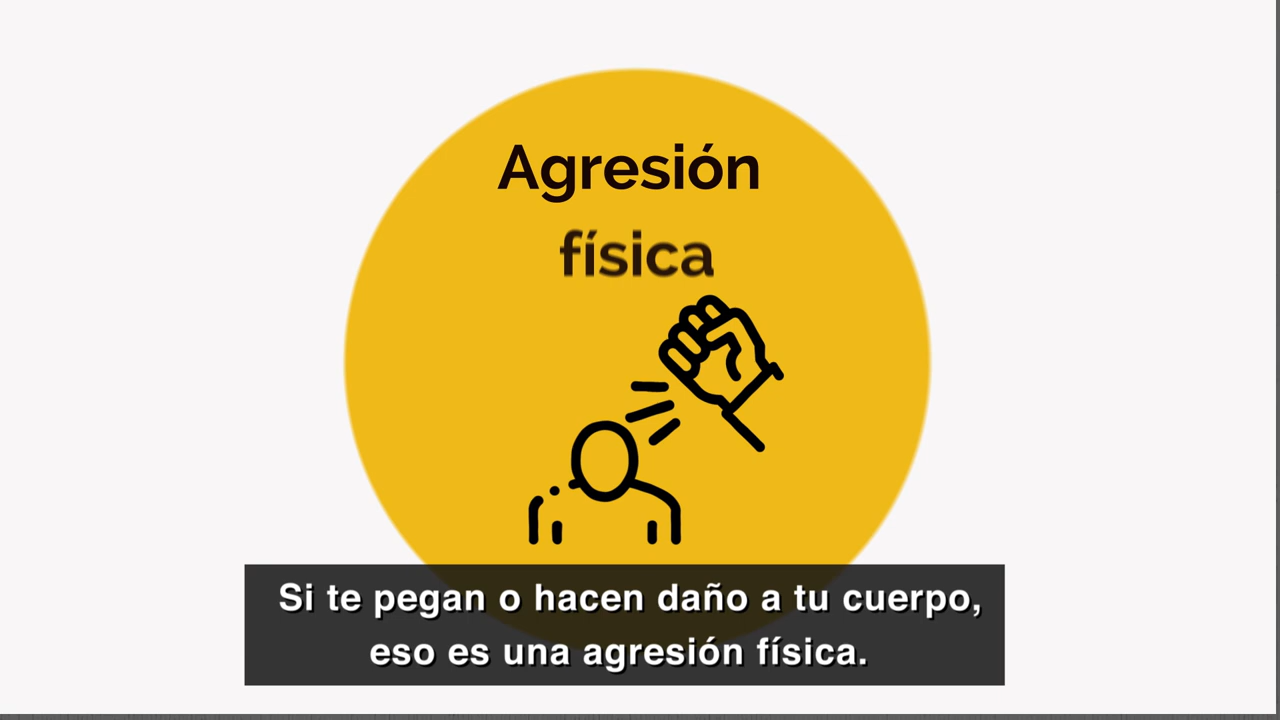 Agresión
física
Si te pegan o hacen daño a tu cuerpo,
eso es una agresión física.